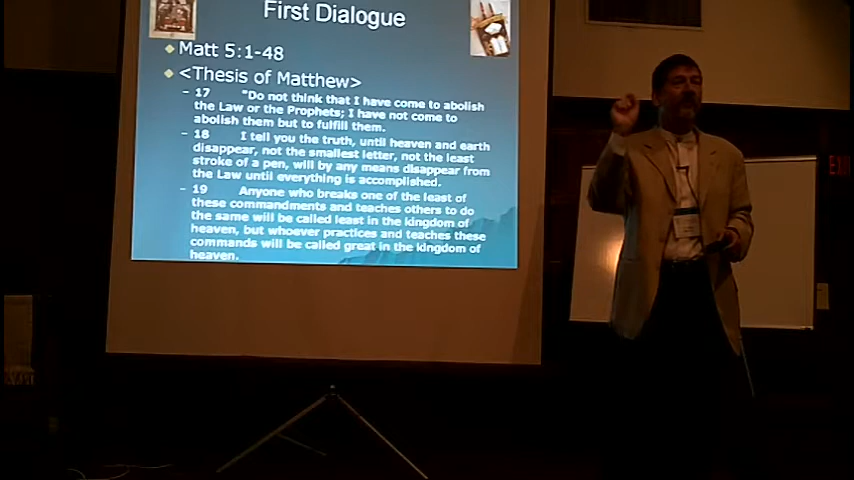 First Dialogue
Matt 5:1-48
<Thesis of Matthew>
– 17 "Do not think that I have come to abolish
the Law or the Prophets; I have not come to
abolish them but to fulfill them.
– 18 I tell you the truth, until heaven and earth
disappear, not the smallest letter, not the least
stroke of a pen, will by any means disappear from
the Law until everything is accomplished.
– 19 Anyone who breaks one of the least of
these commandments and teaches others to do
the same will be called least in the kingdom of
heaven, but whoever practices and teaches these
commands will be called great in the kingdom of
heaven.